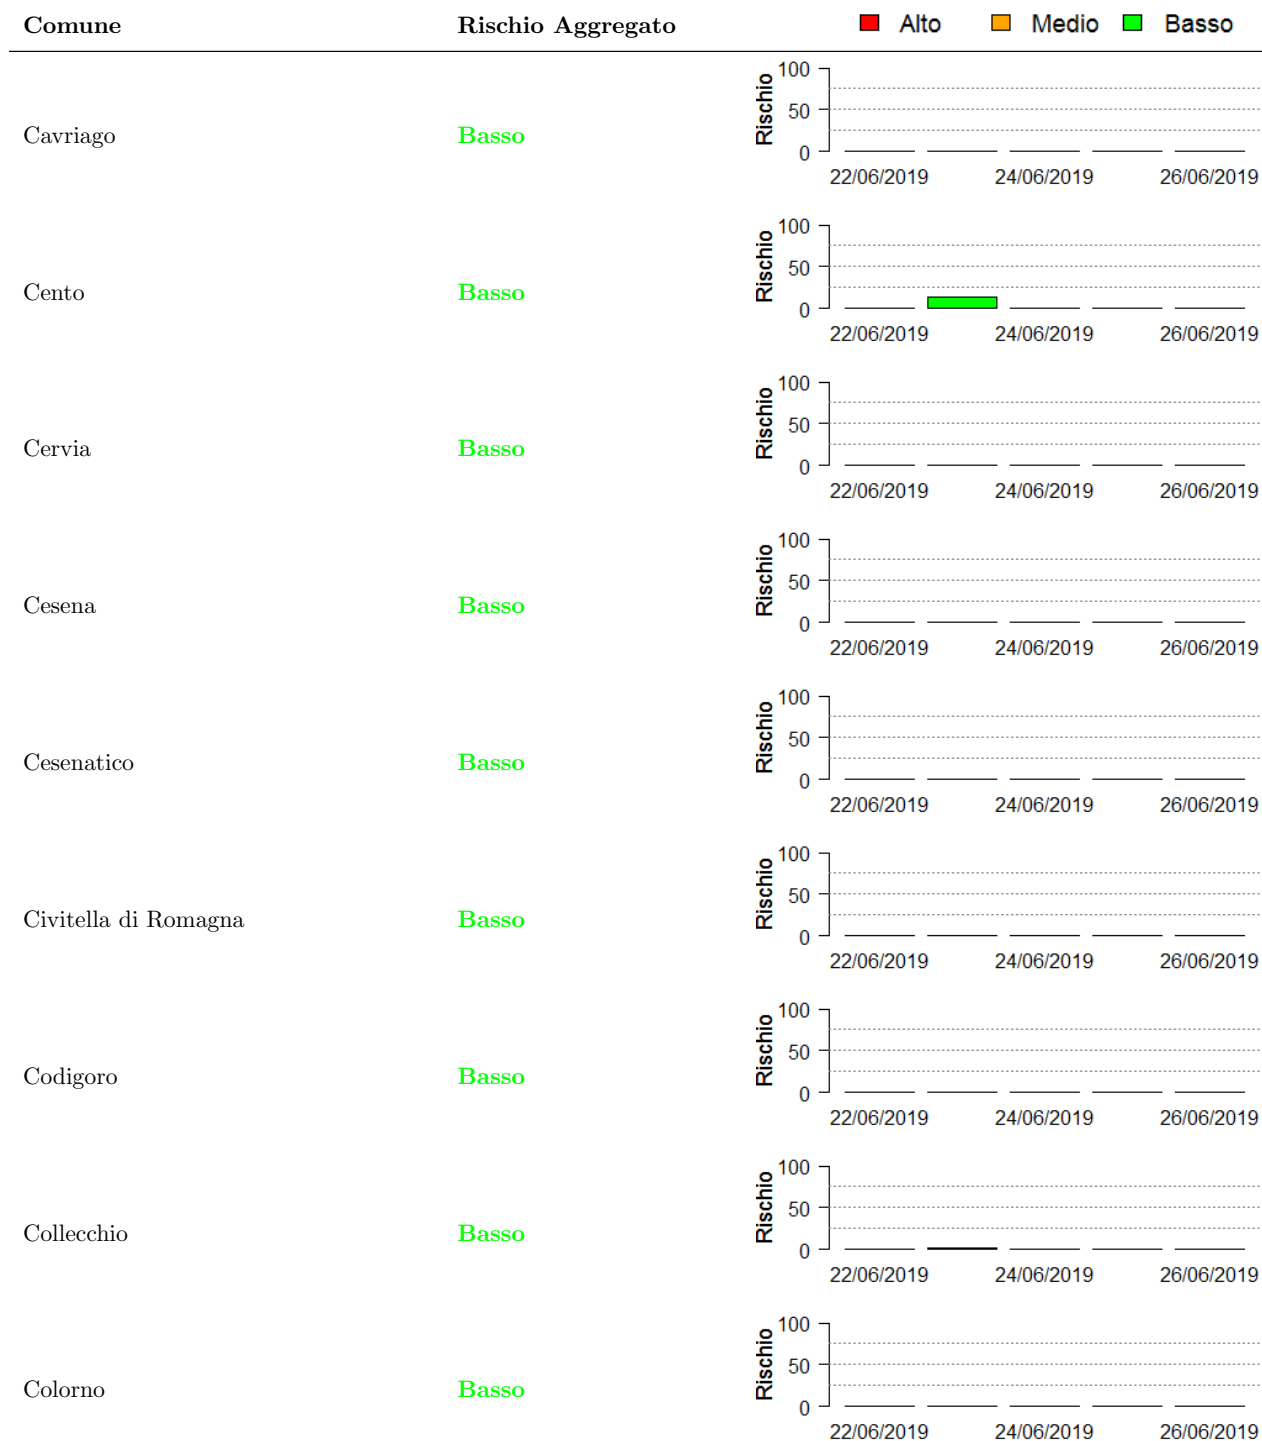 Comune Rischio Aggregato Alto Medio Basso
Cavriago Basso
Rischio
100
50
0
22/06/2019 24/06/2019 26/06/2019
Cento Basso
Rischio
100
50
0
22/06/2019 24/06/2019 26/06/2019
Cervia Basso
Rischio
100
50
0
22/06/2019 24/06/2019 26/06/2019
Cesena Basso
Rischio
100
50
0
22/06/2019 24/06/2019 26/06/2019
Cesenatico Basso
Rischio
100
50
0
22/06/2019 24/06/2019 26/06/2019
Civitella di Romagna Basso
Rischio
100
50
0
22/06/2019 24/06/2019 26/06/2019
Codigoro Basso
Rischio
100
50
0
22/06/2019 24/06/2019 26/06/2019
Collecchio Basso
Rischio
100
50
0
22/06/2019 24/06/2019 26/06/2019
Colorno Basso
Rischio
100
50
0
22/06/2019 24/06/2019 26/06/2019